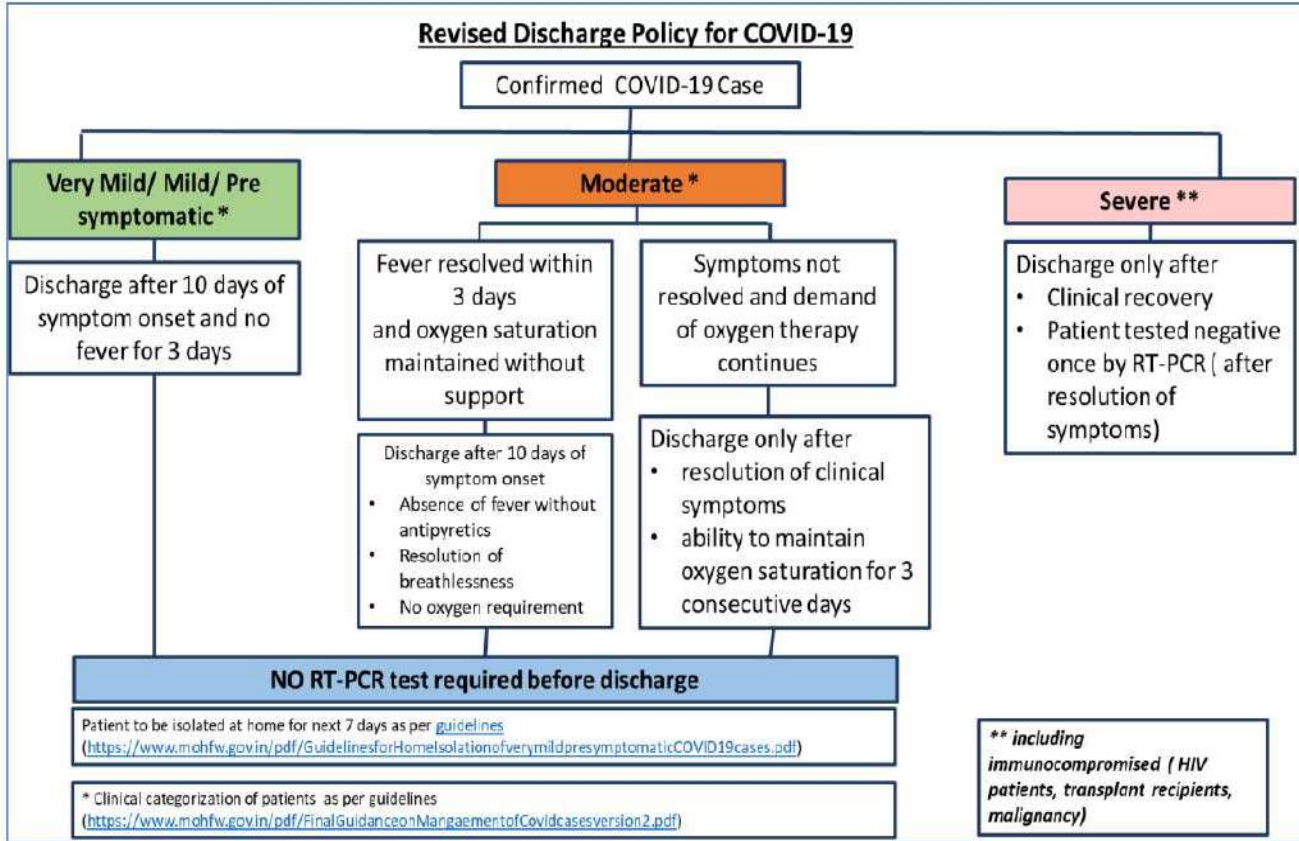 Revised Discharge Policy for COVID-19
Confirmed COVID-19 Case
Very Mild/ Mild/ Pre
symptomatic *
Discharge after 10 days of
symptom onset and no
fever for 3 days
Moderate *
Fever resolved within
3 days
and oxygen saturation
maintained without
support
Discharge after 10 days of
symptom onset
• Absence of fever without
antipyretics
• Resolution of
breathlessness
• No oxygen requirement
Symptoms not
resolved and demand
of oxygen therapy
continues
Discharge only after
• resolution of clinical
symptoms
• ability to maintain
oxygen saturation for 3
consecutive days
Severe **
Discharge only after
• Clinical recovery
• Patient tested negative
once by RT-PCR ( after
resolution of
symptoms)
NO RT-PCR test required before discharge
Patient to be isolated at home for next 7 days as per guidelines
(https://www.mohfw.gov.in/pdf/GuidelinesforHomeIsolationofverymildpresymptomaticCOVID19cases.pdf)
* Clinical categorization of patients as per guidelines
(https://www.mohfw.gov.in/pdf/FinalGuidanceonMangaementofCovidcasesversion2.pdf)
** including
immunocompromised ( HIV
patients, transplant recipients,
malignancy)